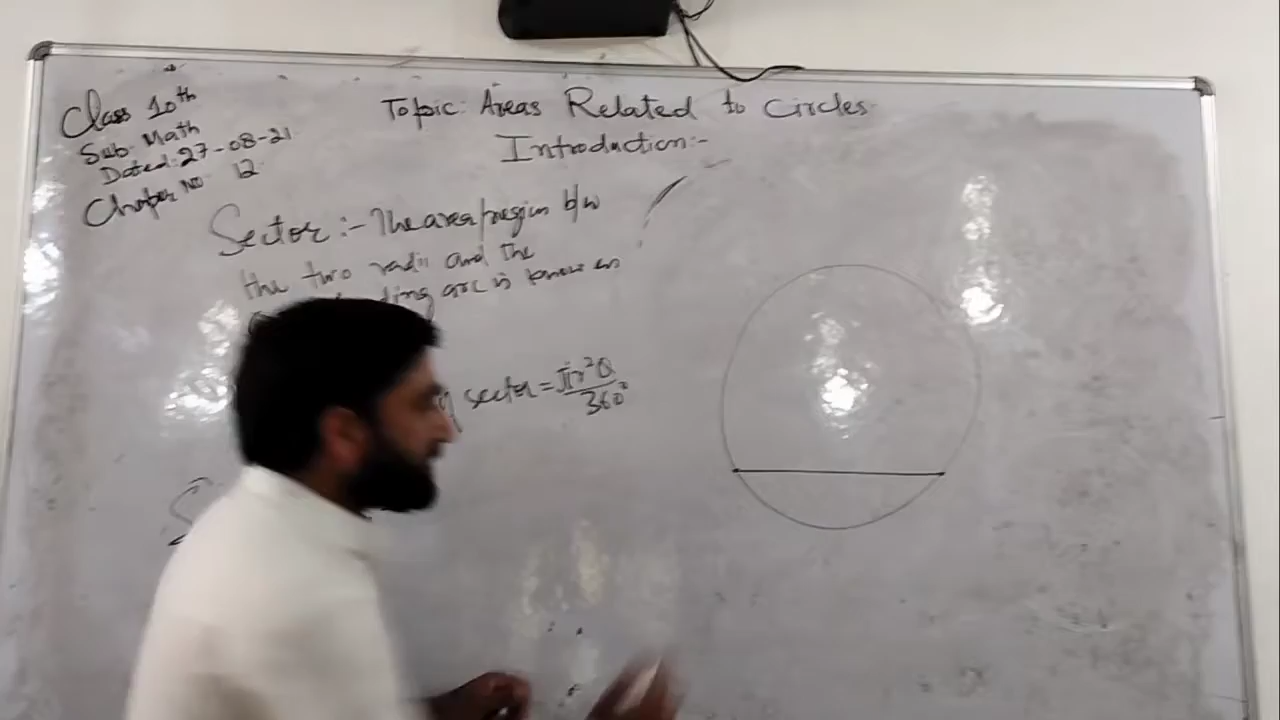 Class 10th
Sub: Math
Dated: 27-08-21
Chapter No 12
Topic: Areas Related to Circles
Introduction:-
Sector:- The area/region b/w
the two radii and the
ding arc is known as
sector = πr²θ/360°
S